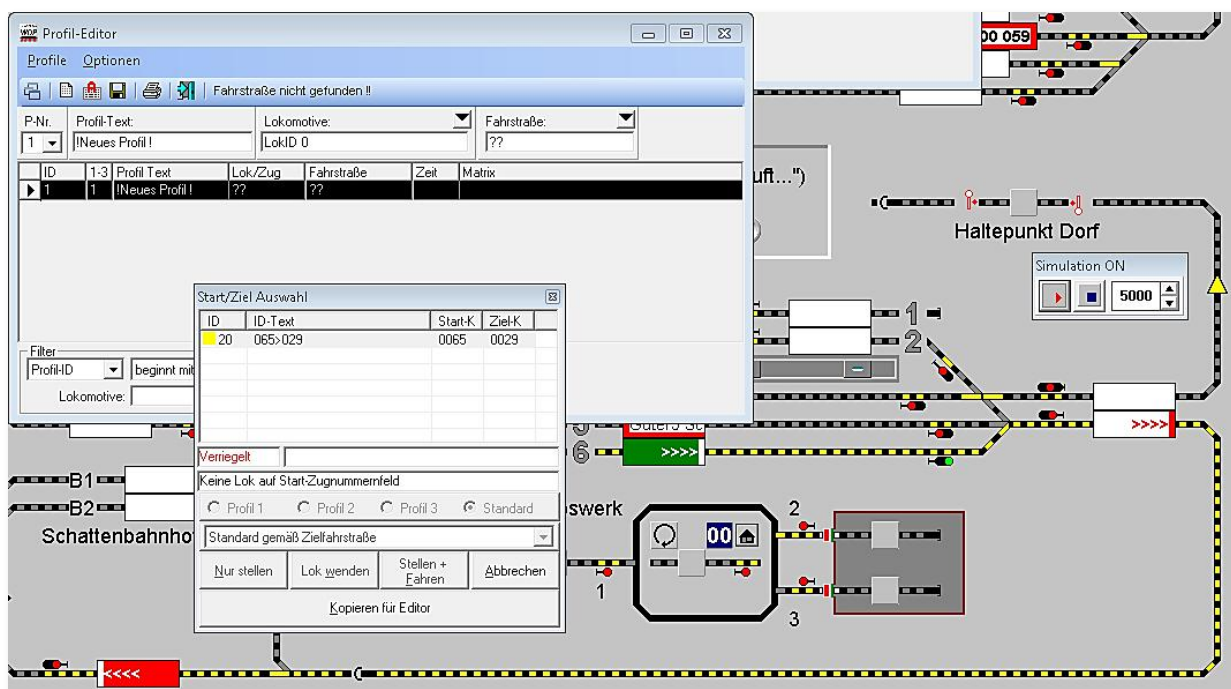 WDP Profil-Editor
Profile Optionen
Fahrstraße nicht gefunden !!
P-Nr. Profil-Text: Lokomotive: Fahrstraße:
1 !Neues Profil ! LokID 0 ??
ID 1-3 Profil Text Lok/Zug Fahrstraße Zeit Matrix
1 1 !Neues Profil ! ?? ??
Filter
Profil-ID beginnt mit
Lokomotive:
Start/Ziel Auswahl
ID ID-Text Start-K Ziel-K
20 065>029 0065 0029
Verriegelt
Keine Lok auf Start-Zugnummernfeld
Profil 1 Profil 2 Profil 3 Standard
Standard gemäß Zielfahrstraße
Nur stellen Lok wenden Stellen + Fahren Abbrechen
Kopieren für Editor
00 059
uft...")
Haltepunkt Dorf
Simulation ON
5000
1
2
>>>>
6 >>>>
B1
B2
Schattenbahnho
swerk
00
1
2
3
<<<<